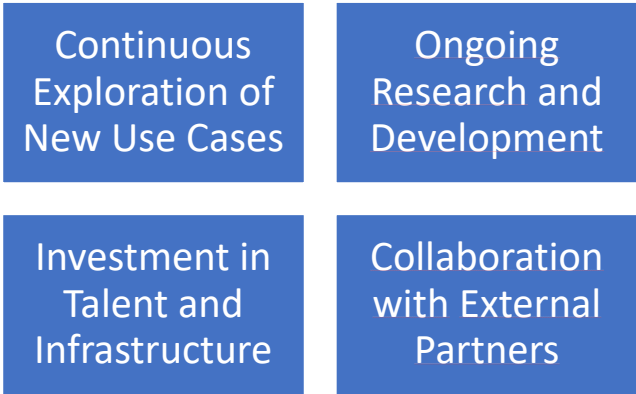 Continuous
Exploration of
New Use Cases
Ongoing
Research and
Development
Investment in
Talent and
Infrastructure
Collaboration
with External
Partners